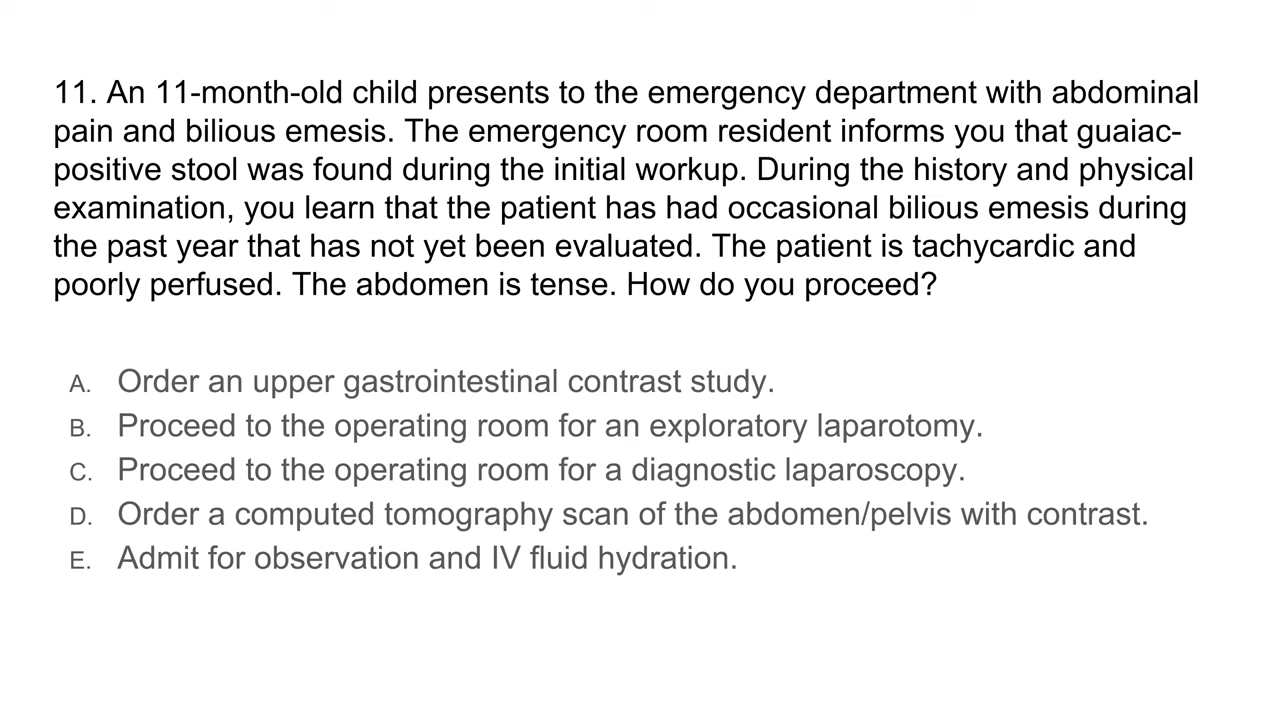 11. An 11-month-old child presents to the emergency department with abdominal
pain and bilious emesis. The emergency room resident informs you that guaiac-
positive stool was found during the initial workup. During the history and physical
examination, you learn that the patient has had occasional bilious emesis during
the past year that has not yet been evaluated. The patient is tachycardic and
poorly perfused. The abdomen is tense. How do you proceed?
A. Order an upper gastrointestinal contrast study.
B. Proceed to the operating room for an exploratory laparotomy.
C. Proceed to the operating room for a diagnostic laparoscopy.
D. Order a computed tomography scan of the abdomen/pelvis with contrast.
E. Admit for observation and IV fluid hydration.